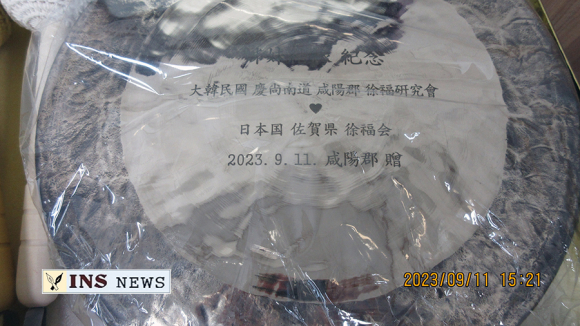 紀念
大韓民國 慶尙南道 咸陽郡 徐福硏究會
♥
日本国 佐賀県 徐福会
2023. 9. 11. 咸陽郡 贈
INS NEWS
2023/09/11 15:21